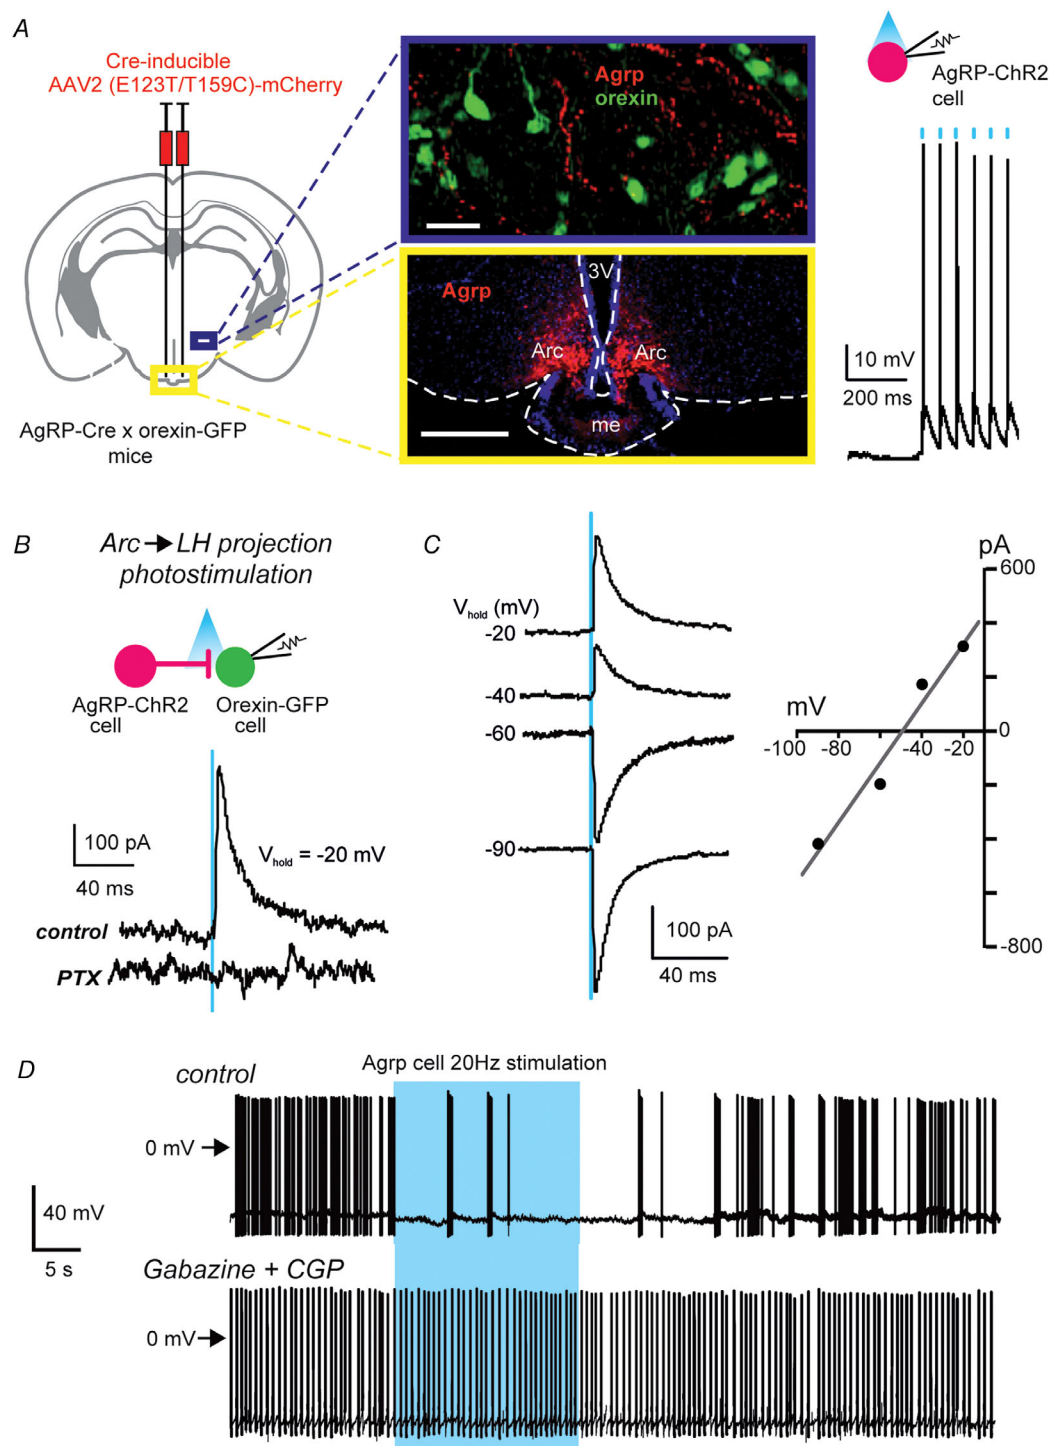 A
Cre-inducible
AAV2 (E123T/T159C)-mCherry
AgRP-Cre x orexin-GFP
mice
Agrp
orexin
Agrp
3V
Arc
Arc
me
AgRP-ChR2
cell
10 mV
200 ms
B
Arc→LH projection
photostimulation
AgRP-ChR2
cell
Orexin-GFP
cell
100 pA
40 ms
Vhold = -20 mV
control
PTX
C
Vhold (mV)
-20
-40
-60
-90
100 pA
40 ms
pA
600
mV
0
-100
-80
-40
-20
-800
D
control
Agrp cell 20Hz stimulation
0 mV
40 mV
5 s
Gabazine + CGP
0 mV